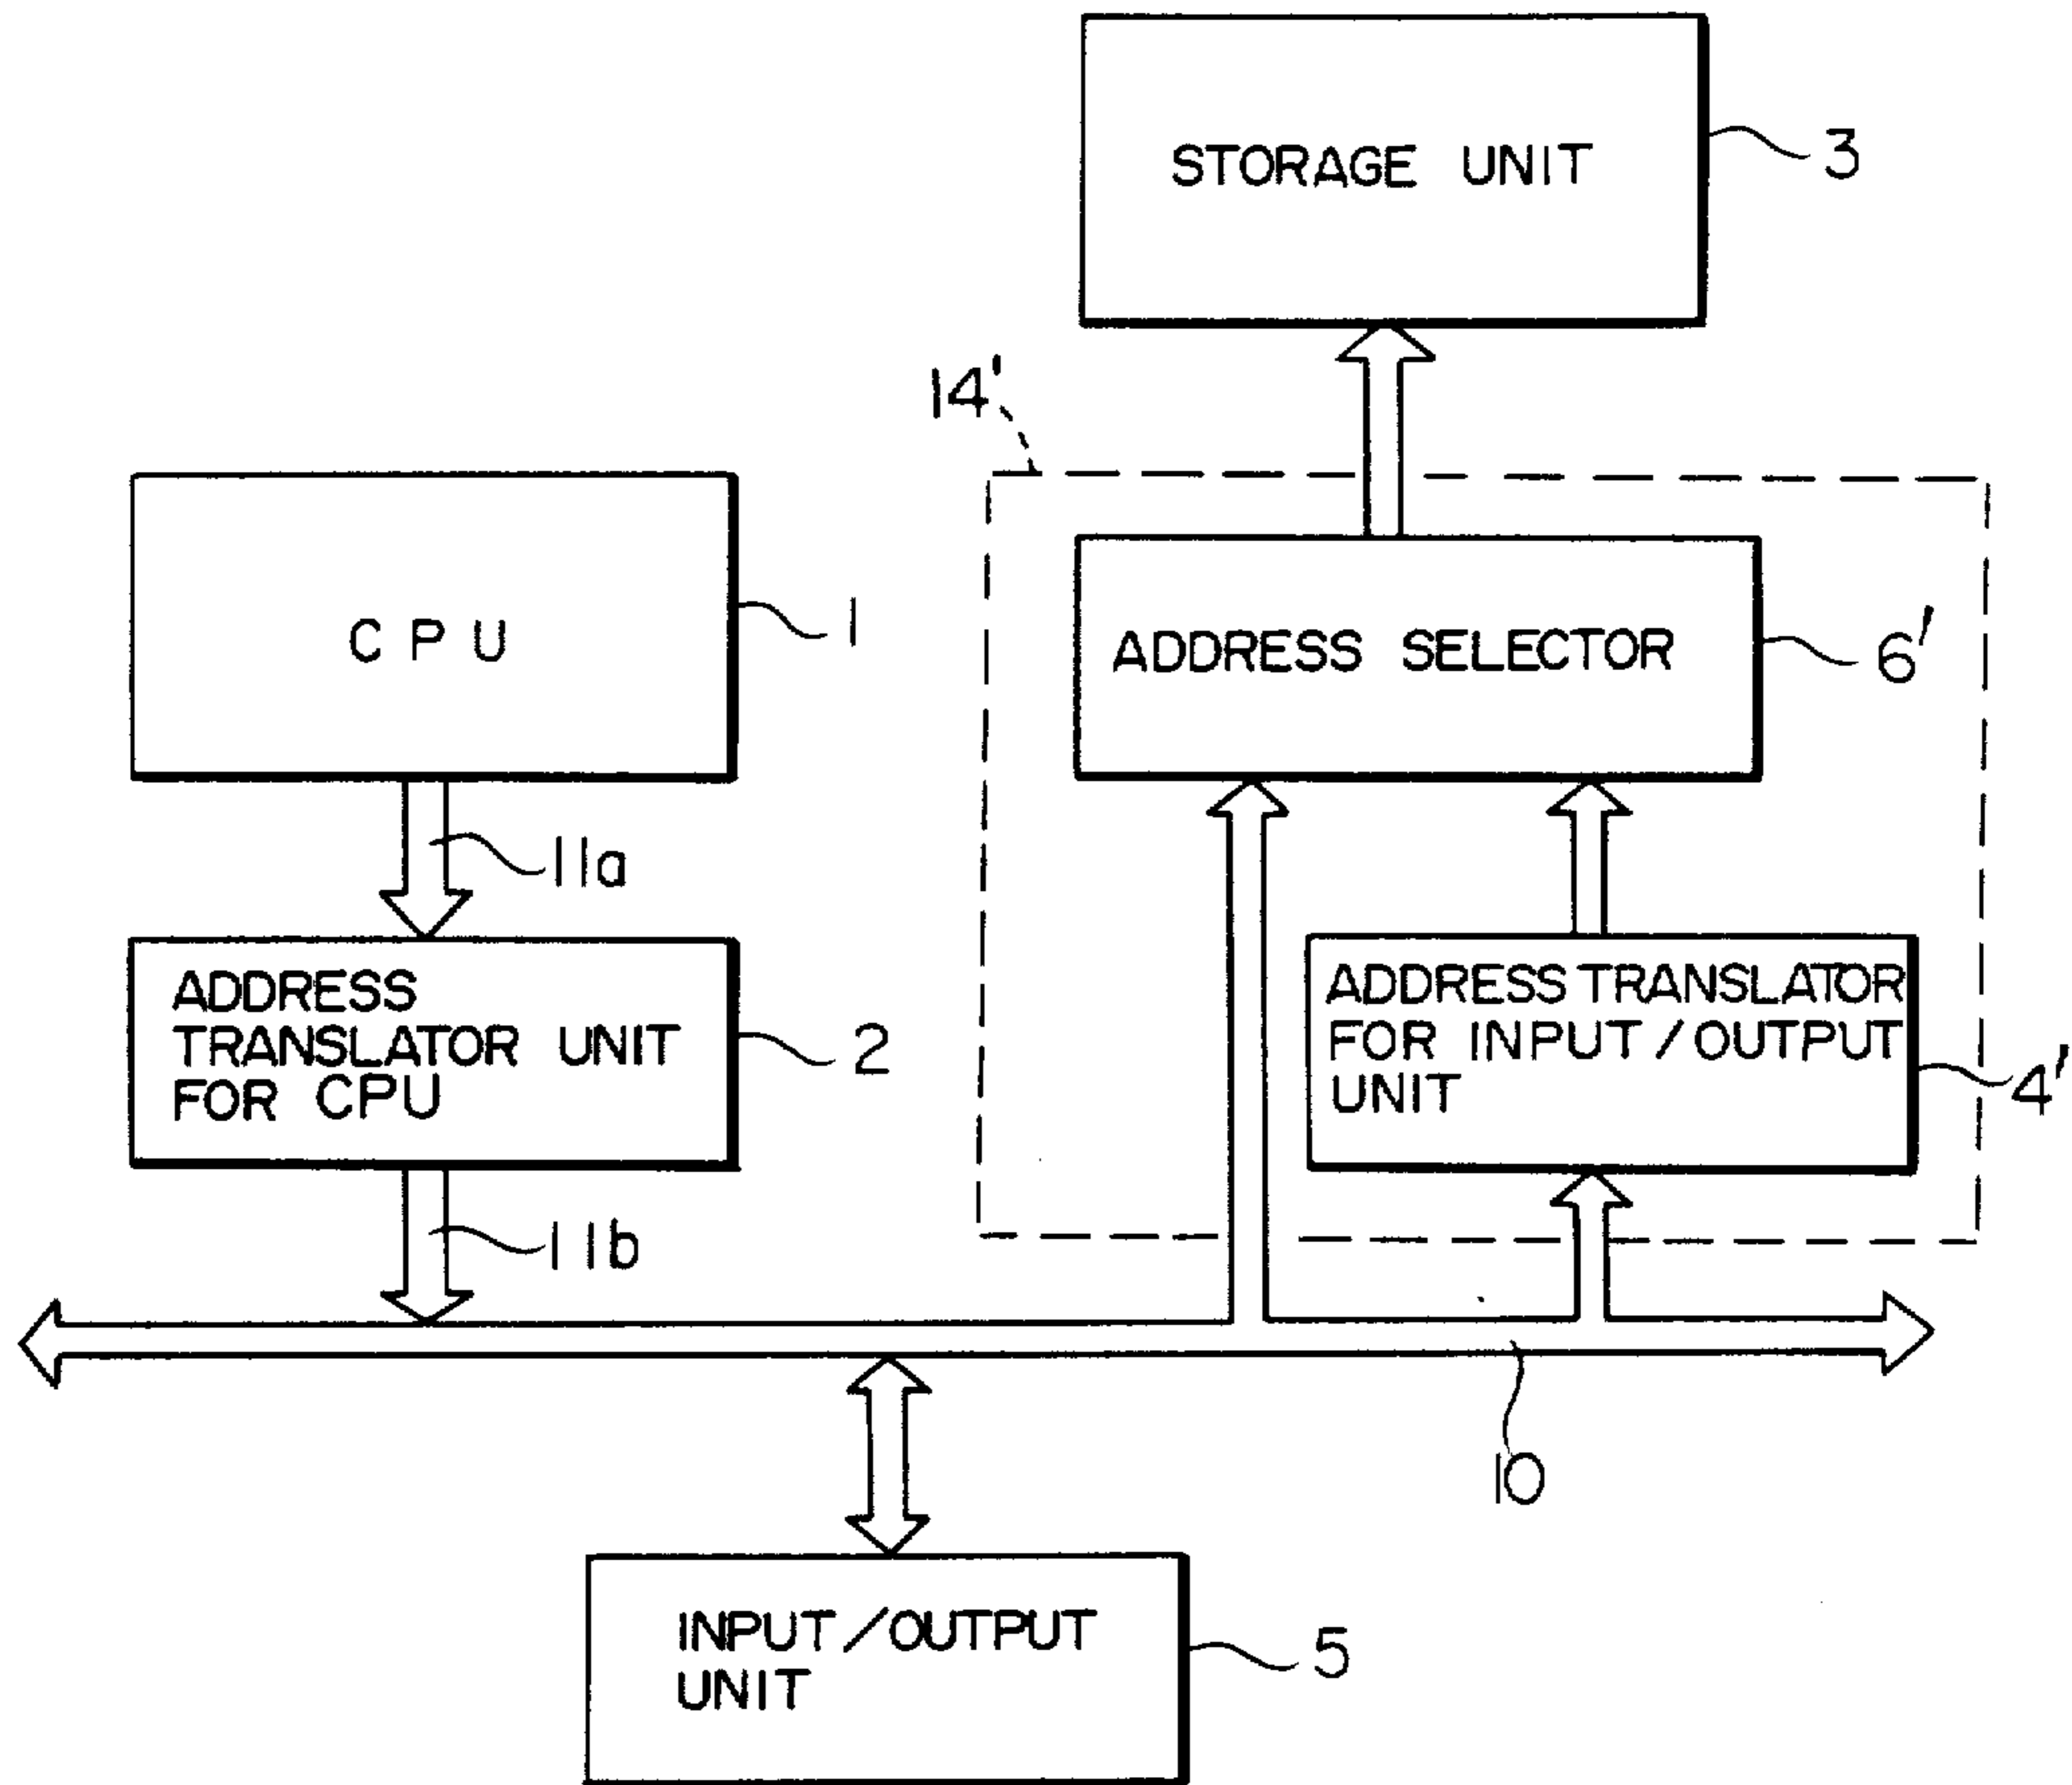 STORAGE UNIT
3
14'
CPU
1
ADDRESS SELECTOR
6'
11a
ADDRESS
TRANSLATOR UNIT
FOR CPU
2
ADDRESS TRANSLATOR
FOR INPUT/OUTPUT
UNIT
4'
11b
10
INPUT/OUTPUT
UNIT
5